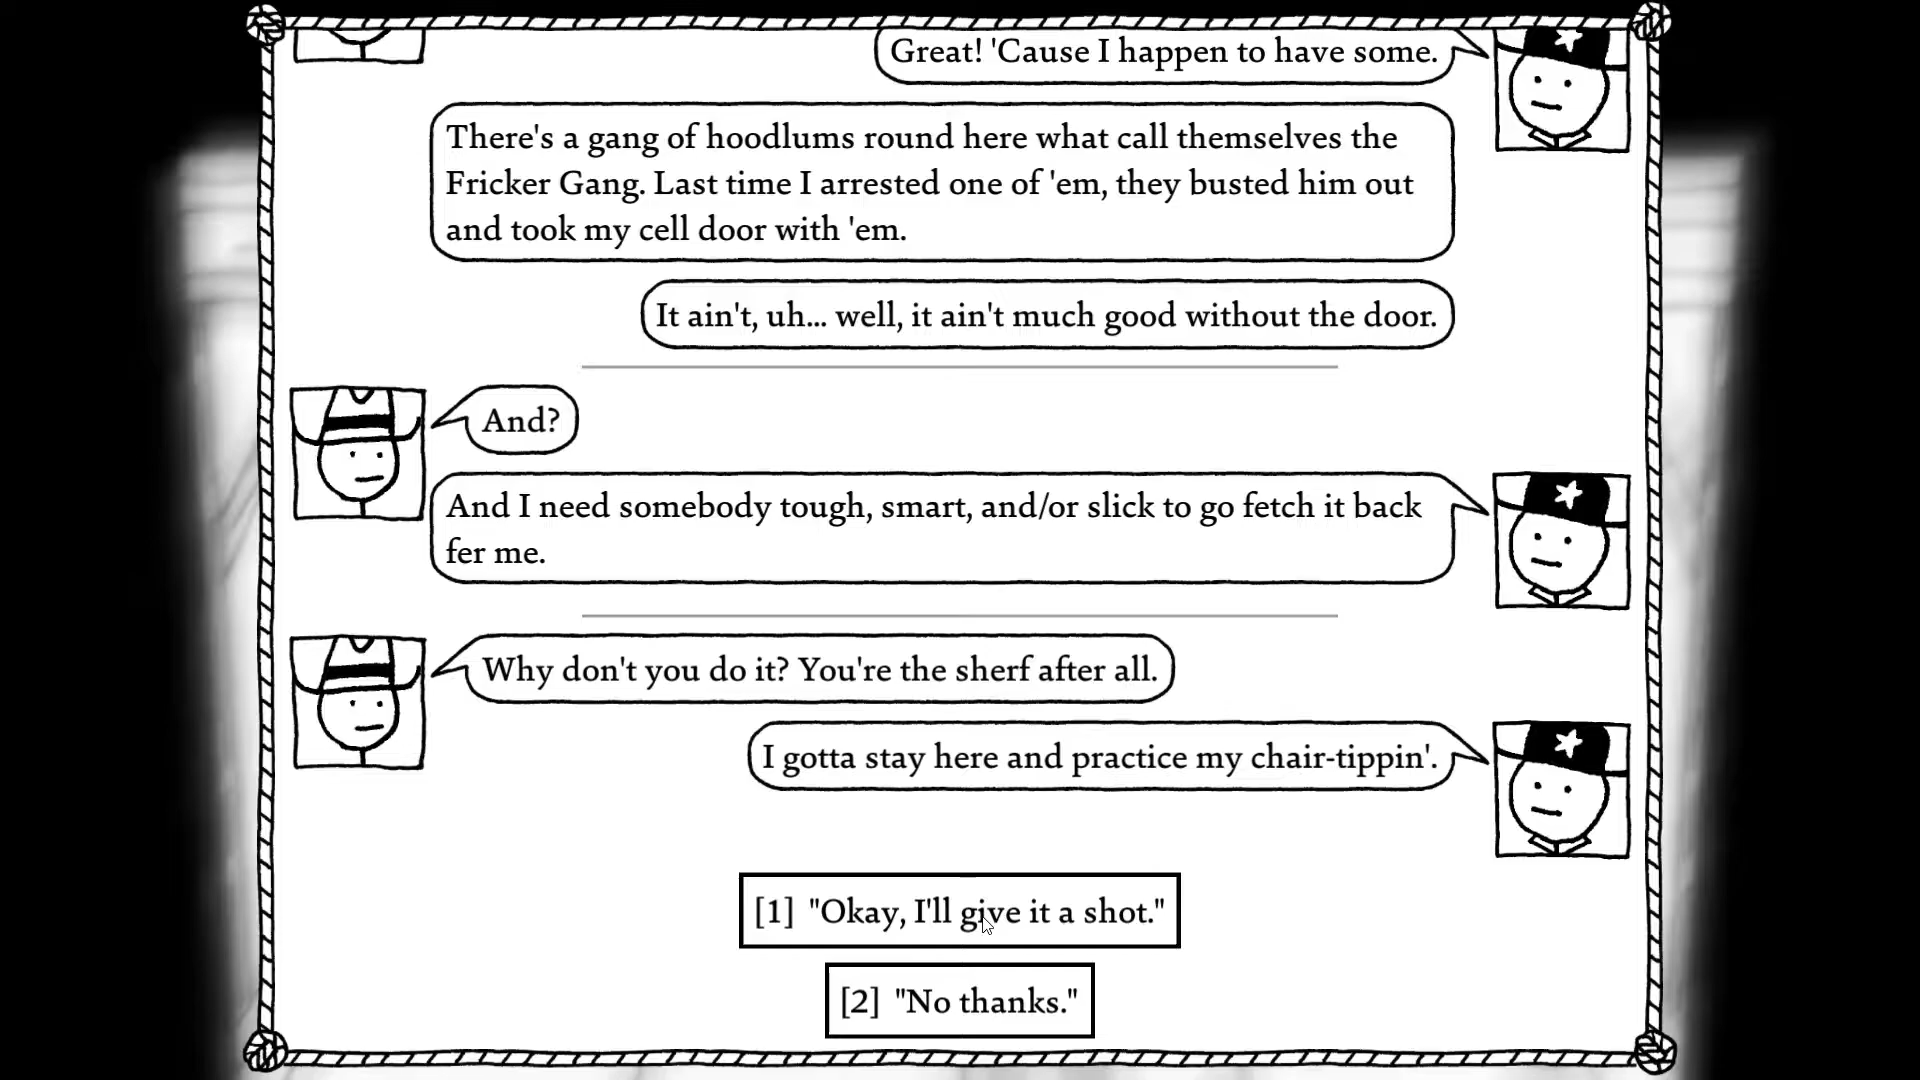 Great! 'Cause I happen to have some.
There's a gang of hoodlums round here what call themselves the
Fricker Gang. Last time I arrested one of 'em, they busted him out
and took my cell door with 'em.
It ain't, uh... well, it ain't much good without the door.
And?
And I need somebody tough, smart, and/or slick to go fetch it back
fer me.
Why don't you do it? You're the sherf after all.
I gotta stay here and practice my chair-tippin'.
[1] "Okay, I'll give it a shot."
[2] "No thanks."